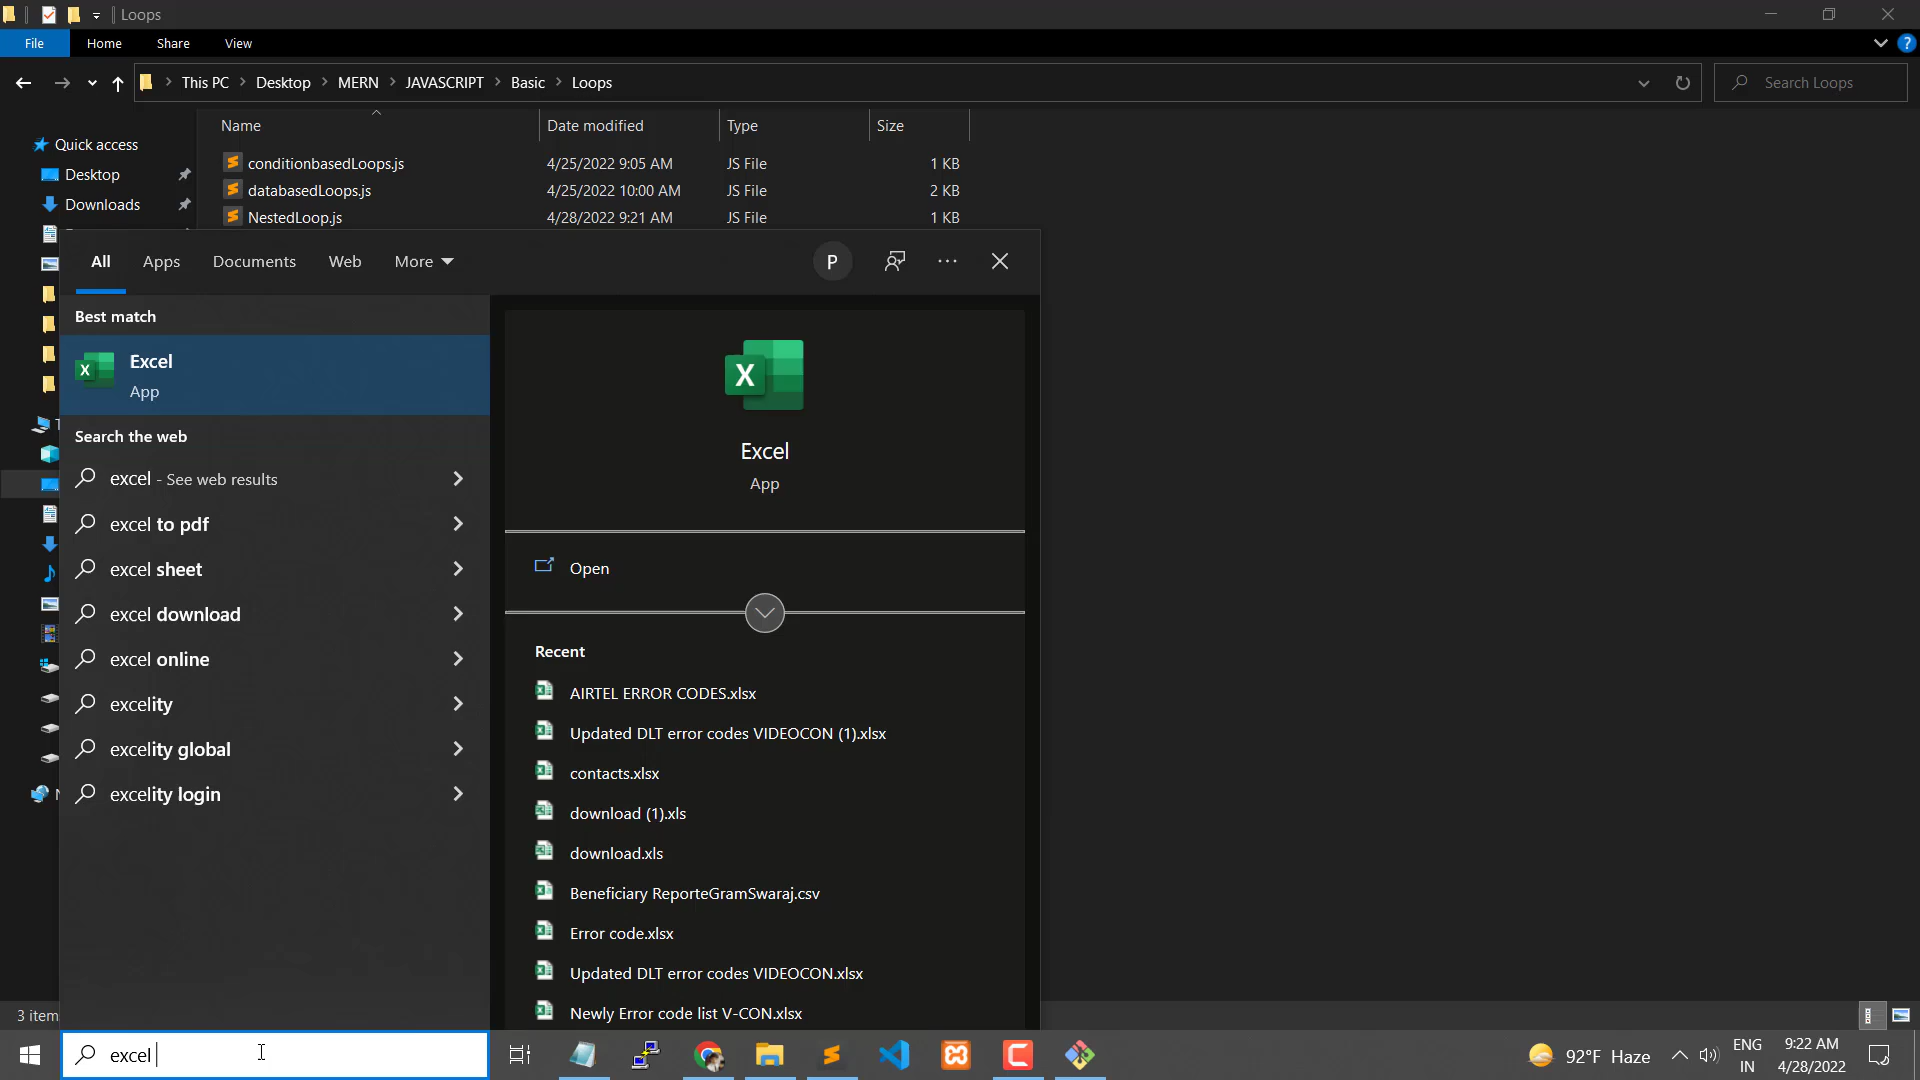 Loops
File Home Share View
This PC Desktop MERN JAVASCRIPT Basic Loops
Search Loops
Name Date modified Type Size
Quick access
Desktop
Downloads
conditionbasedLoops.js 4/25/2022 9:05 AM JS File 1 KB
databasedLoops.js 4/25/2022 10:00 AM JS File 2 KB
NestedLoop.js 4/28/2022 9:21 AM JS File 1 KB
All Apps Documents Web More P
Best match
Excel
App
Search the web
excel - See web results
excel to pdf
excel sheet
excel download
excel online
excelity
excelity global
excelity login
Excel
App
Open
Recent
AIRTEL ERROR CODES.xlsx
Updated DLT error codes VIDEOCON (1).xlsx
contacts.xlsx
download (1).xls
download.xls
Beneficiary ReporteGramSwaraj.csv
Error code.xlsx
Updated DLT error codes VIDEOCON.xlsx
Newly Error code list V-CON.xlsx
3 item
excel
92°F Haze
ENG
IN
9:22 AM
4/28/2022